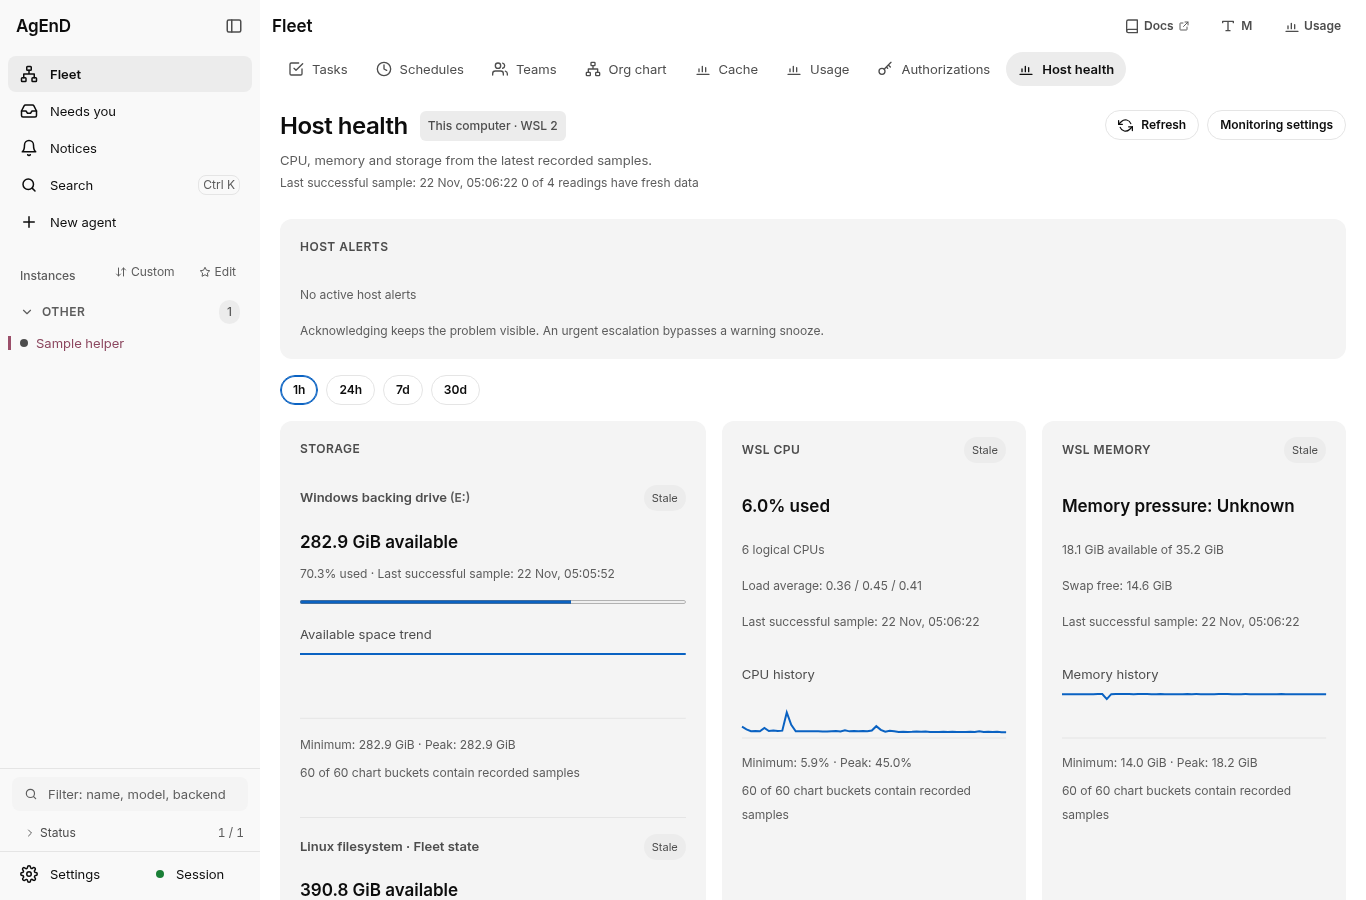 AgEnD
Fleet
Needs you
Notices
Search
Ctrl K
New agent
Instances
Custom
Edit
OTHER
1
Sample helper
Filter: name, model, backend
Status
1 / 1
Settings
Session
Fleet
Docs
M
Usage
Tasks
Schedules
Teams
Org chart
Cache
Usage
Authorizations
Host health
Host health
This computer · WSL 2
Refresh
Monitoring settings
CPU, memory and storage from the latest recorded samples.
Last successful sample: 22 Nov, 05:06:22 0 of 4 readings have fresh data
HOST ALERTS
No active host alerts
Acknowledging keeps the problem visible. An urgent escalation bypasses a warning snooze.
1h
24h
7d
30d
STORAGE
Windows backing drive (E:)
Stale
282.9 GiB available
70.3% used · Last successful sample: 22 Nov, 05:05:52
Available space trend
Minimum: 282.9 GiB · Peak: 282.9 GiB
60 of 60 chart buckets contain recorded samples
Linux filesystem · Fleet state
Stale
390.8 GiB available
WSL CPU
Stale
6.0% used
6 logical CPUs
Load average: 0.36 / 0.45 / 0.41
Last successful sample: 22 Nov, 05:06:22
CPU history
Minimum: 5.9% · Peak: 45.0%
60 of 60 chart buckets contain recorded
samples
WSL MEMORY
Stale
Memory pressure: Unknown
18.1 GiB available of 35.2 GiB
Swap free: 14.6 GiB
Last successful sample: 22 Nov, 05:06:22
Memory history
Minimum: 14.0 GiB · Peak: 18.2 GiB
60 of 60 chart buckets contain recorded
samples